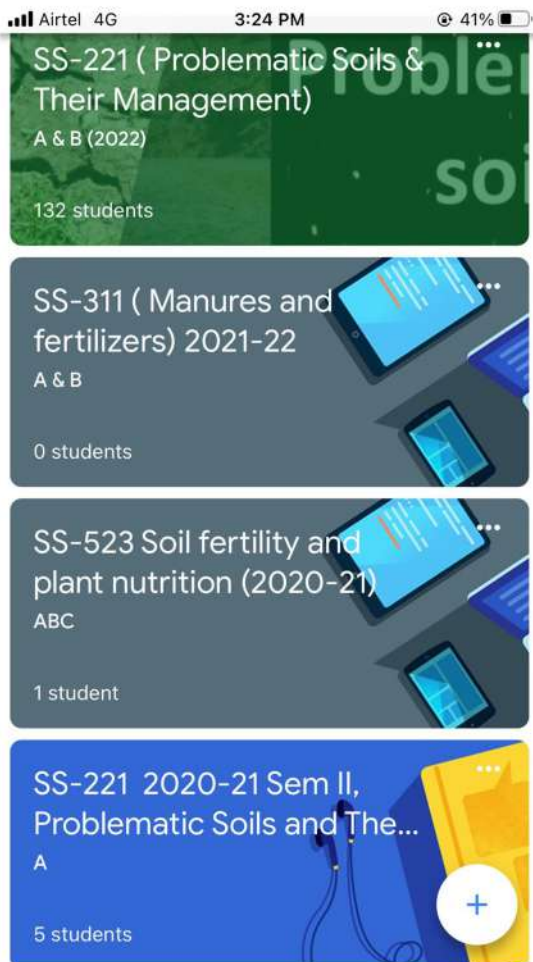 Airtel 4G 3:24 PM 41%
SS-221 ( Problematic Soils &
Their Management)
A & B (2022)
132 students
SS-311 ( Manures and
fertilizers) 2021-22
A & B
0 students
SS-523 Soil fertility and
plant nutrition (2020-21)
ABC
1 student
SS-221 2020-21 Sem II,
Problematic Soils and The...
A
5 students